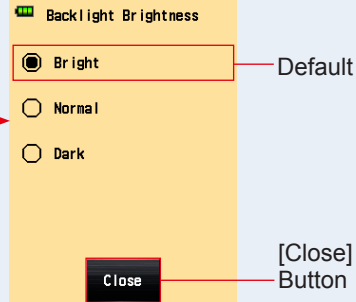 Backlight Brightness
Bright
Default
Normal
Dark
[Close]
Close
Button